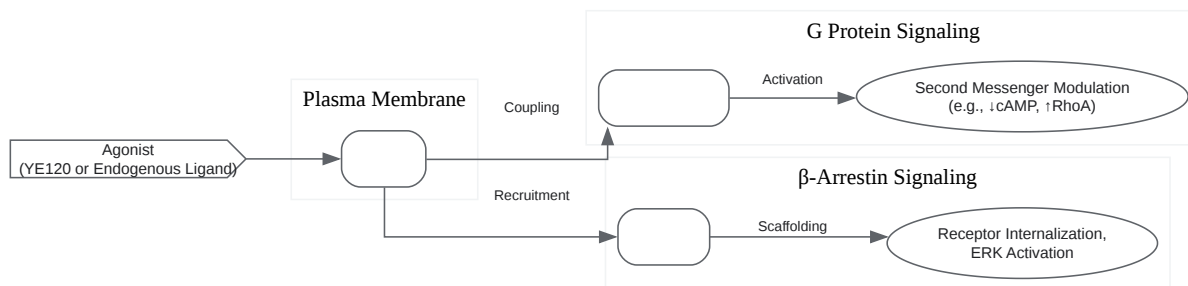 G Protein Signaling
Activation
Second Messenger Modulation
(e.g., ↓cAMP, ↑RhoA)
Plasma Membrane
Coupling
Agonist
(YE120 or Endogenous Ligand)
Recruitment
β-Arrestin Signaling
Scaffolding
Receptor Internalization,
ERK Activation